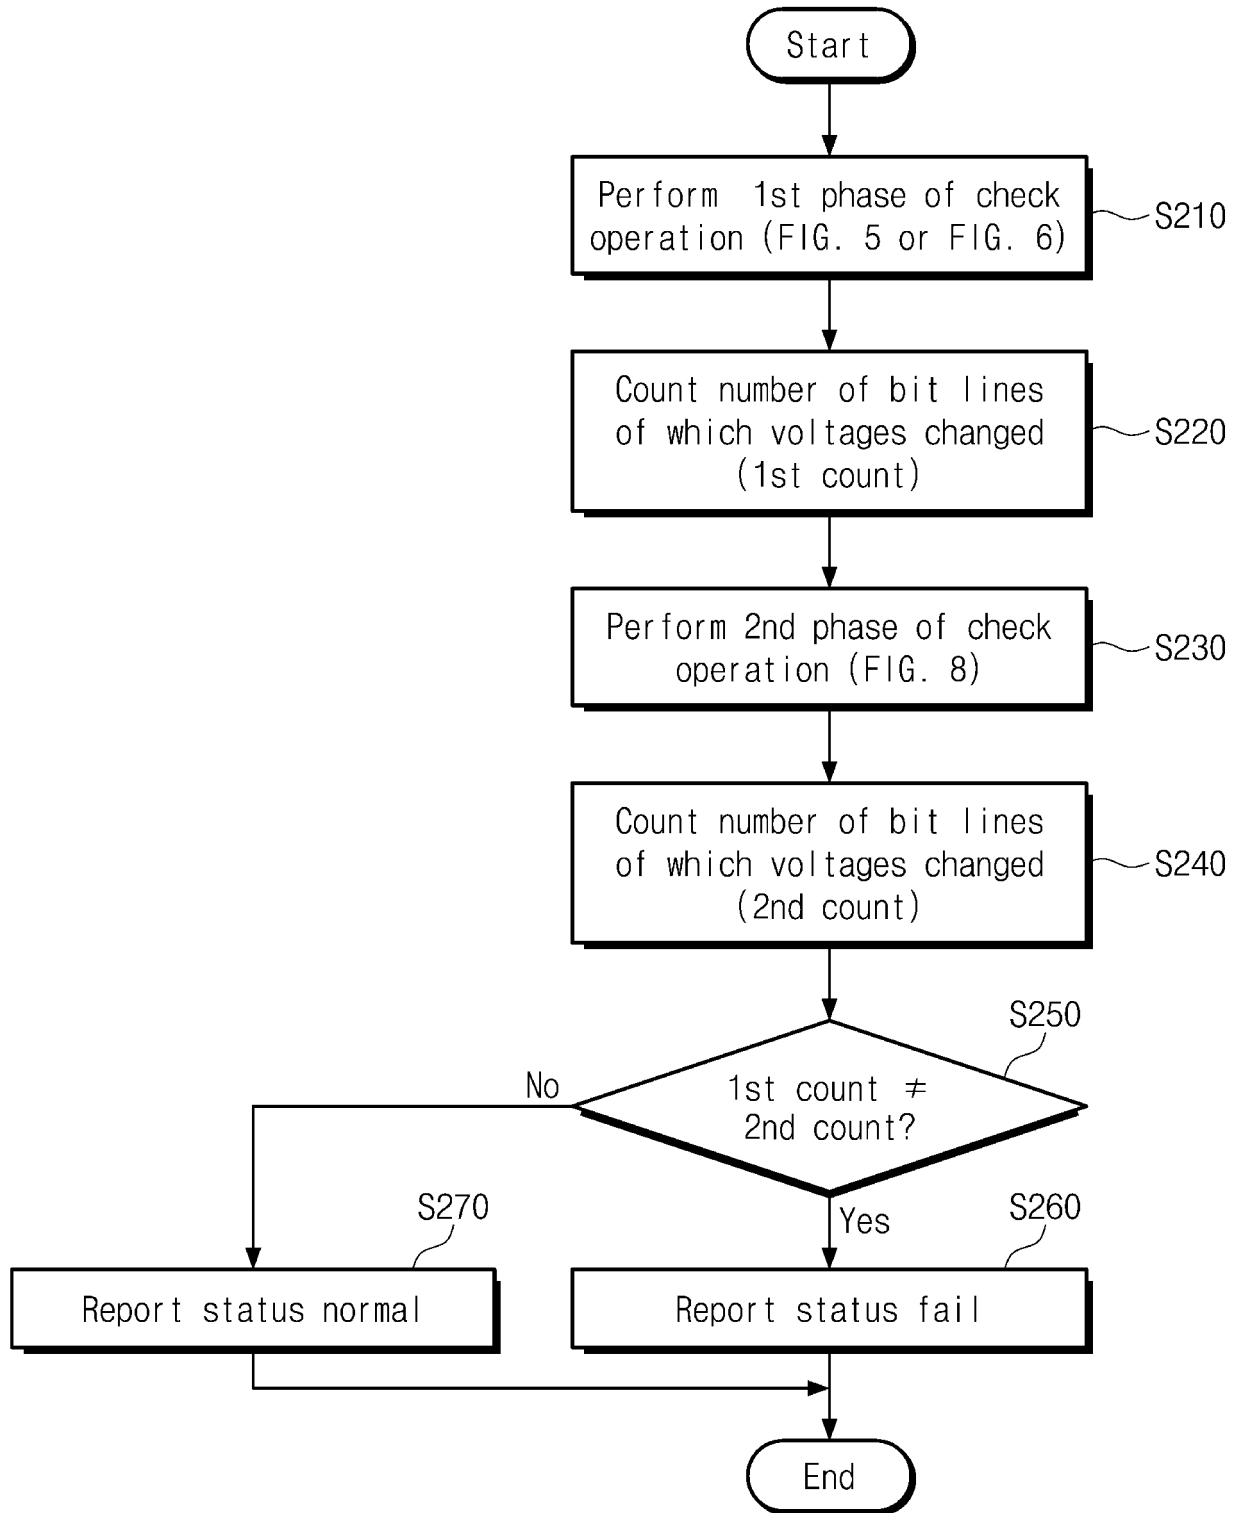 Start
Perform 1st phase of check
operation (FIG. 5 or FIG. 6)
S210
Count number of bit lines
of which voltages changed
(1st count)
S220
Perform 2nd phase of check
operation (FIG. 8)
S230
Count number of bit lines
of which voltages changed
(2nd count)
S240
S250
1st count ≠
2nd count?
No
Yes
S270
Report status normal
S260
Report status fail
End